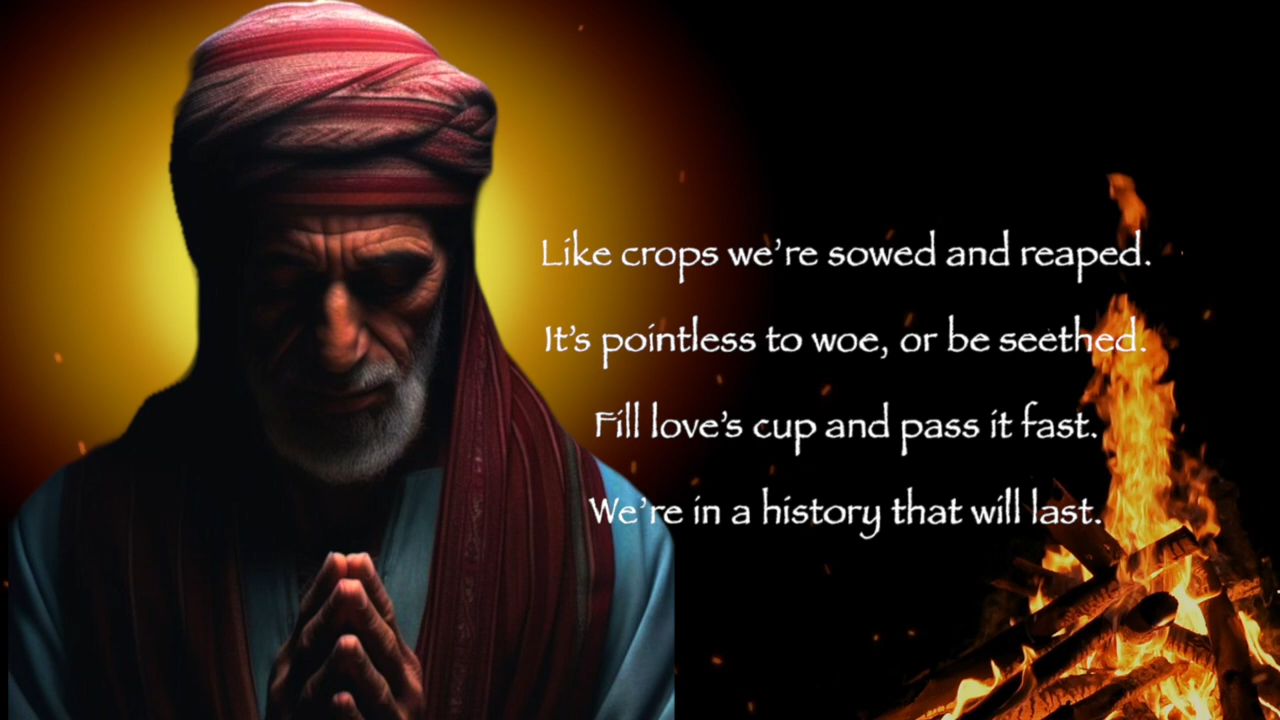 Like crops we're sowed and reaped.
It's pointless to woe, or be seethed.
Fill love's cup and pass it fast.
We're in a history that will last.